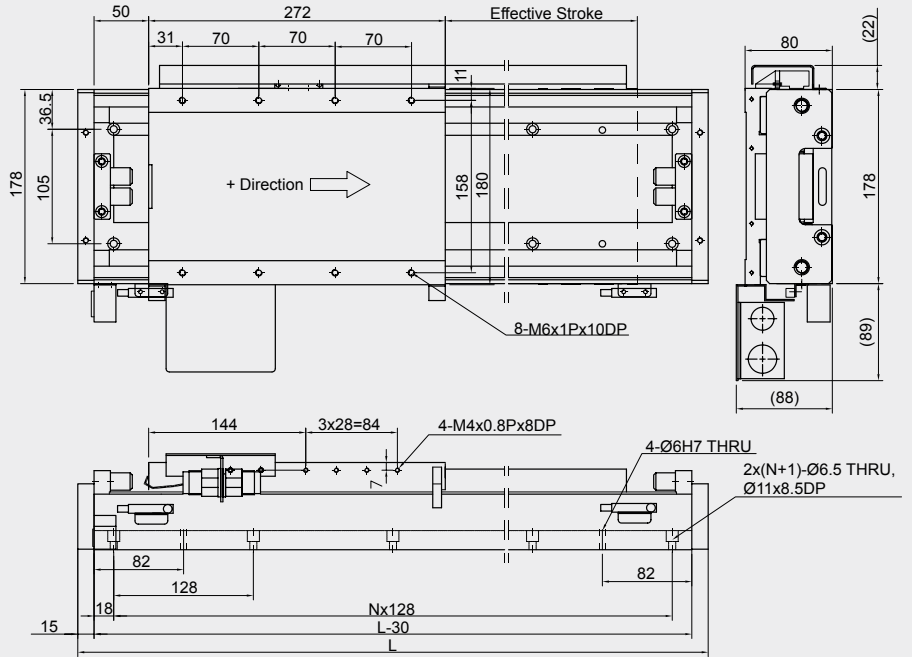 50
272
Effective Stroke
31
70
70
70
11
36.5
105
178
+ Direction
158
180
8-M6x1Px10DP
(22)
80
178
(89)
(88)
144
3x28=84
4-M4x0.8Px8DP
7
4-Ø6H7 THRU
2x(N+1)-Ø6.5 THRU,
Ø11x8.5DP
82
82
128
18
Nx128
15
L-30
L